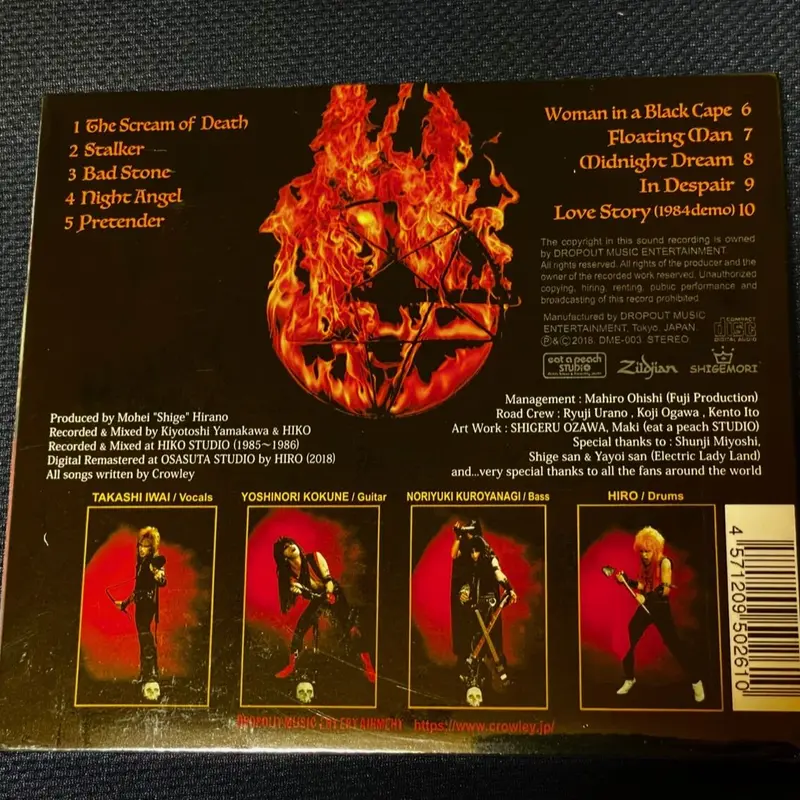 1 The Scream of Death
2 Stalker
3 Bad Stone
4 Night Angel
5 Pretender
Woman in a Black Cape 6
Floating Man 7
Midnight Dream 8
In Despair 9
Love Story (1984demo) 10
The copyright in this sound recording is owned
by DROPOUT MUSIC ENTERTAINMENT.
All rights reserved. All rights of the producer and the
owner of the recorded work reserved. Unauthorized
copying, hiring, renting, public performance and
broadcasting of this record prohibited.
Manufactured by DROPOUT MUSIC
ENTERTAINMENT, Tokyo, JAPAN.
Ⓟ&Ⓒ2018. DME-003 STEREO.
COMPACT
disc
DIGITAL AUDIO
eat a peach
STUDIO
Zildjian
SHIGEMORI
Produced by Mohei "Shige" Hirano
Recorded & Mixed by Kiyotoshi Yamakawa & HIKO
Recorded & Mixed at HIKO STUDIO (1985~1986)
Digital Remastered at OSASUTA STUDIO by HIRO (2018)
All songs written by Crowley
Management : Mahiro Ohishi (Fuji Production)
Road Crew : Ryuji Urano , Koji Ogawa , Kento Ito
Art Work : SHIGERU OZAWA, Maki (eat a peach STUDIO)
Special thanks to : Shunji Miyoshi,
Shige san & Yayoi san (Electric Lady Land)
and...very special thanks to all the fans around the world
TAKASHI IWAI / Vocals
YOSHINORI KOKUNE / Guitar
NORIYUKI KUROYANAGI / Bass
HIRO / Drums
4 571209 502610
DROPOUT MUSIC ENTERTAINMENT https://www.crowley.jp/